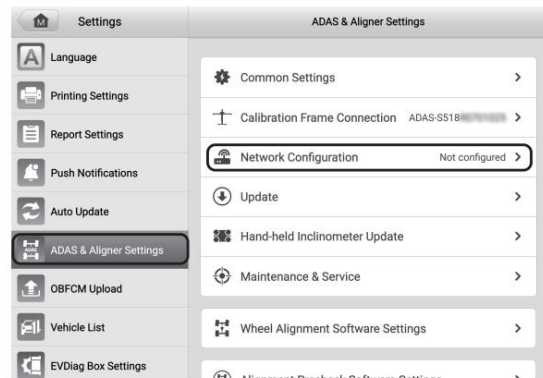 Settings
ADAS & Aligner Settings
Language
Printing Settings
Report Settings
Push Notifications
Auto Update
ADAS & Aligner Settings
OBFCM Upload
Vehicle List
EVDiag Box Settings
Common Settings
Calibration Frame Connection ADAS-S518
Network Configuration Not configured
Update
Hand-held Inclinometer Update
Maintenance & Service
Wheel Alignment Software Settings